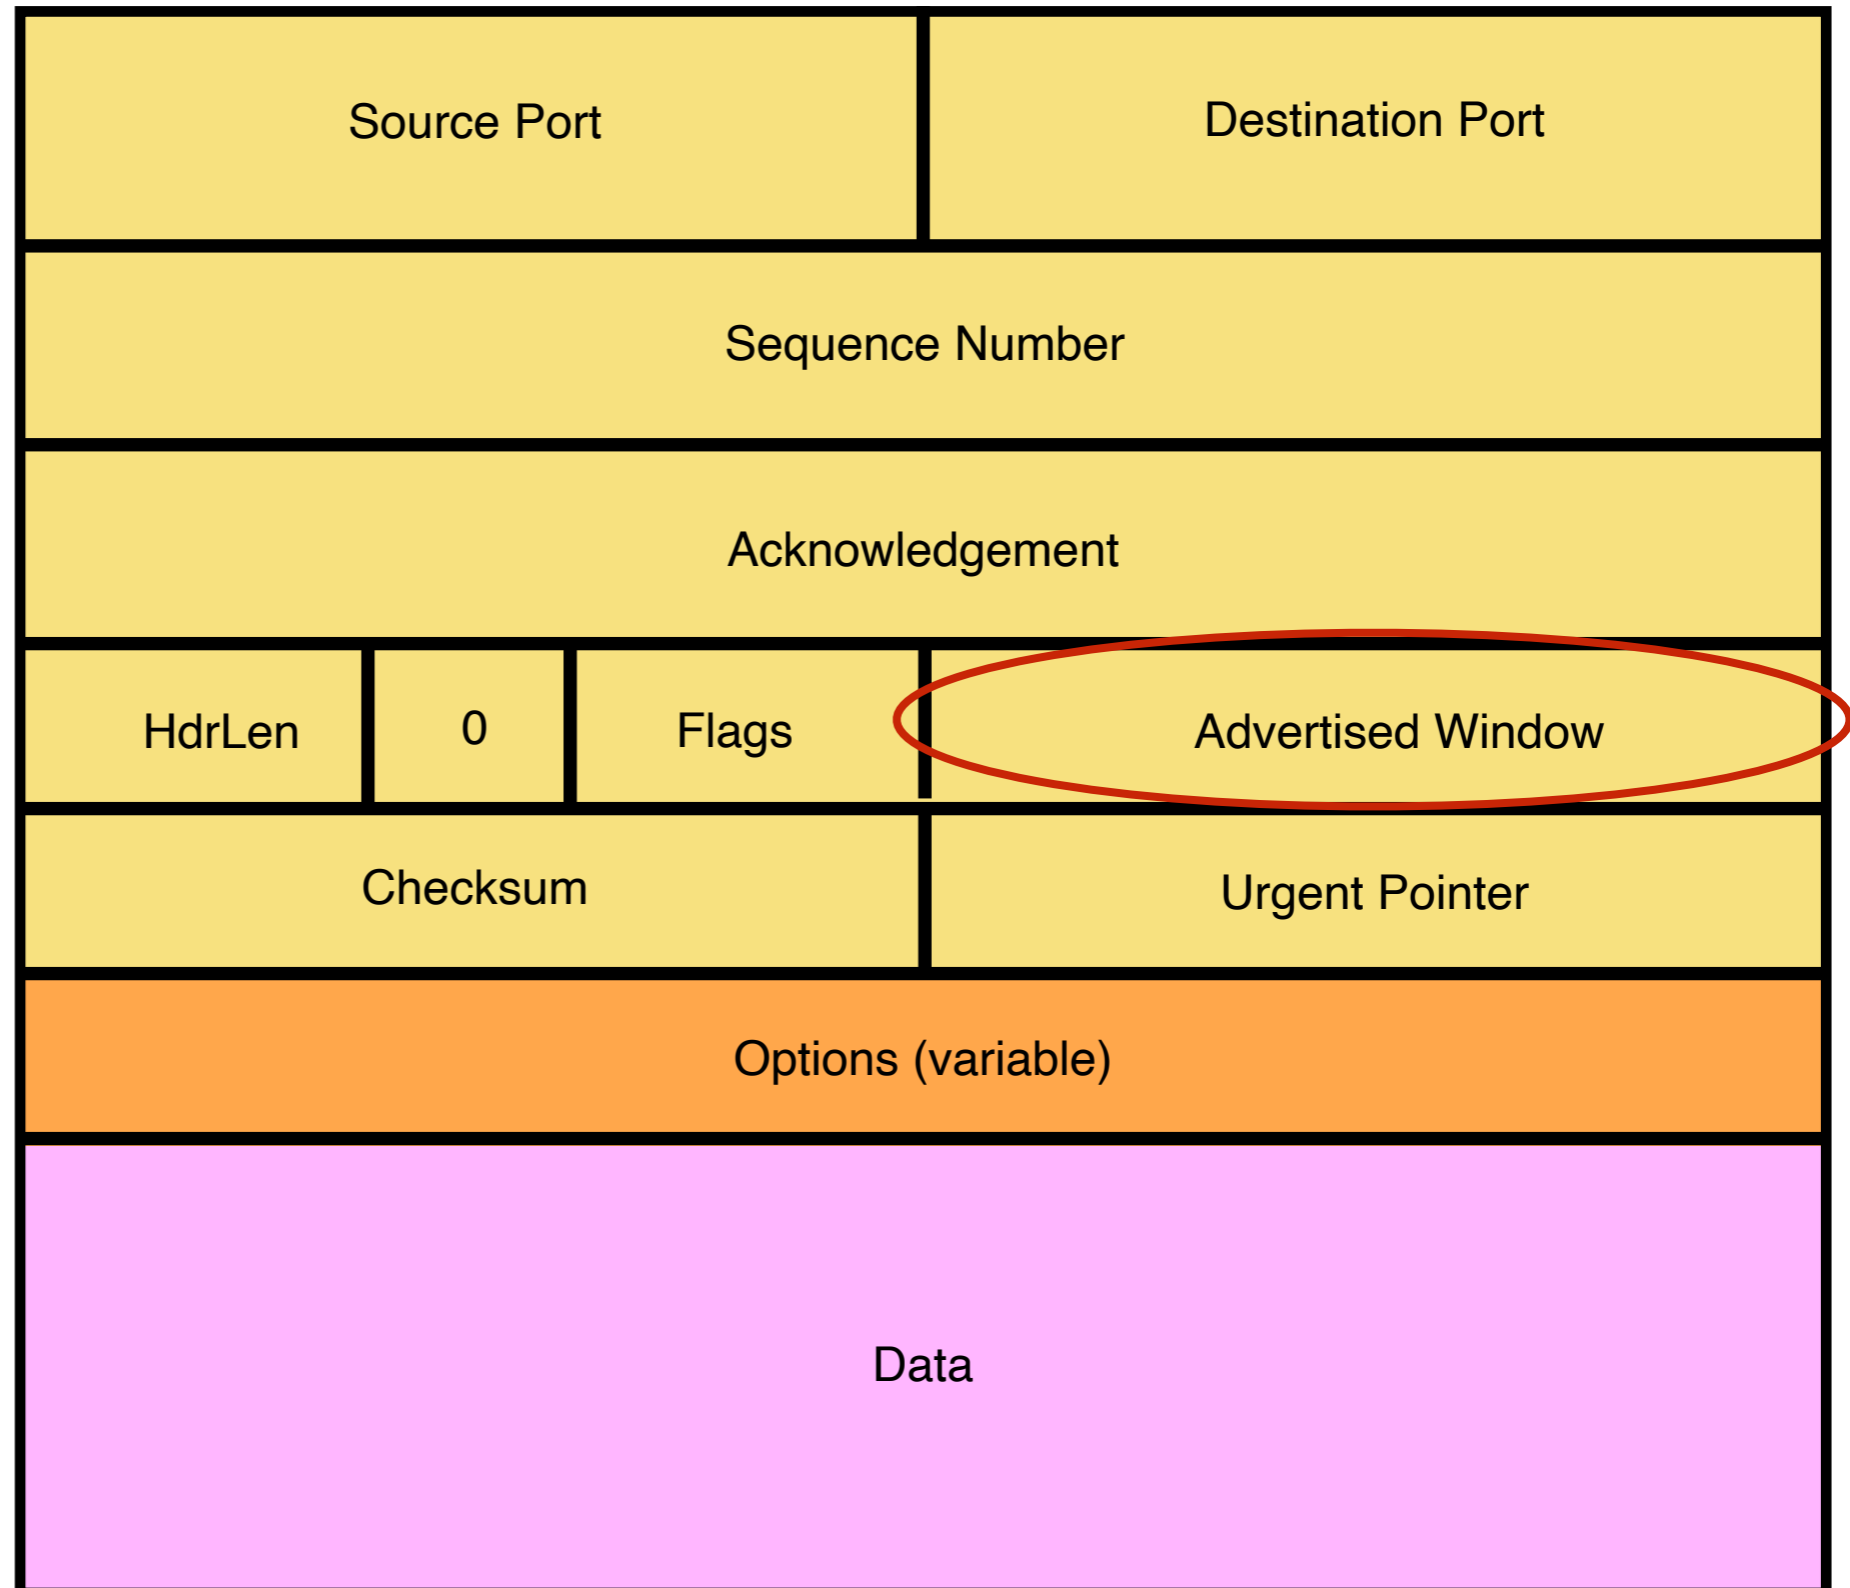 Source Port
Destination Port
Sequence Number
Acknowledgement
HdrLen
0
Flags
Advertised Window
Checksum
Urgent Pointer
Options (variable)
Data